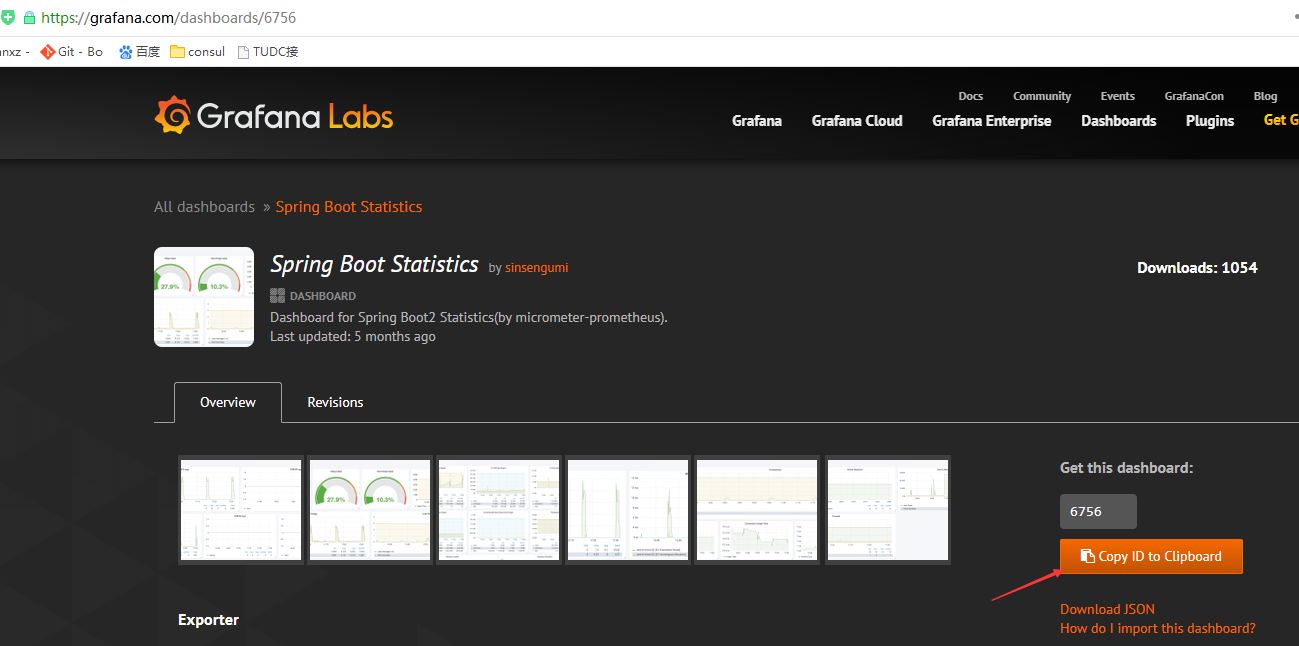 https://grafana.com/dashboards/6756
nxz - Git - Bo 百度 consul TUDC接
Grafana Labs
Docs Community Events GrafanaCon Blog
Grafana Grafana Cloud Grafana Enterprise Dashboards Plugins Get G
All dashboards » Spring Boot Statistics
Spring Boot Statistics by sinsengumi
Downloads: 1054
DASHBOARD
Dashboard for Spring Boot2 Statistics(by micrometer-prometheus).
Last updated: 5 months ago
27.9% 10.3%
Overview Revisions
27.9% 10.3%
Get this dashboard:
6756
Copy ID to Clipboard
Download JSON
How do I import this dashboard?
Exporter